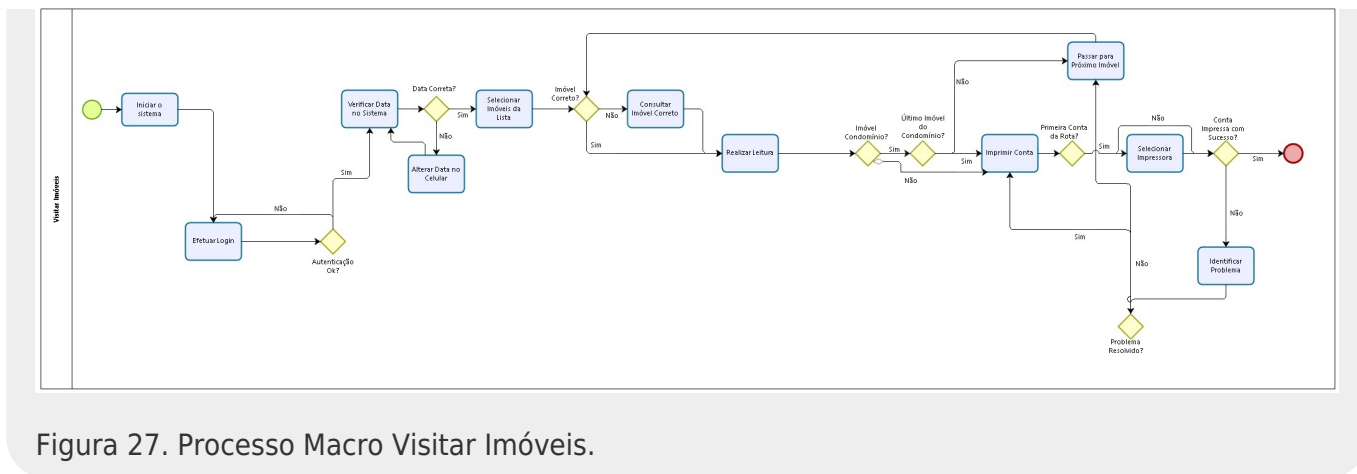 Visitar Imóveis
Iniciar o
sistema
Efetuar Login
Não
Autenticação
Ok?
Sim
Verificar Data
no Sistema
Data Correta?
Sim
Não
Alterar Data no
Celular
Selecionar
Imóveis da
Lista
Imóvel
Correto?
Não
Sim
Consultar
Imóvel Correto
Realizar Leitura
Imóvel
Condomínio?
Sim
Não
Último Imóvel
do
Condomínio?
Não
Sim
Passar para
Próximo Imóvel
Imprimir Conta
Primeira Conta
da Rota?
Sim
Não
Selecionar
Impressora
Conta
Impressa com
Sucesso?
Sim
Não
Identificar
Problema
Sim
Não
Problema
Resolvido?
Figura 27. Processo Macro Visitar Imóveis.